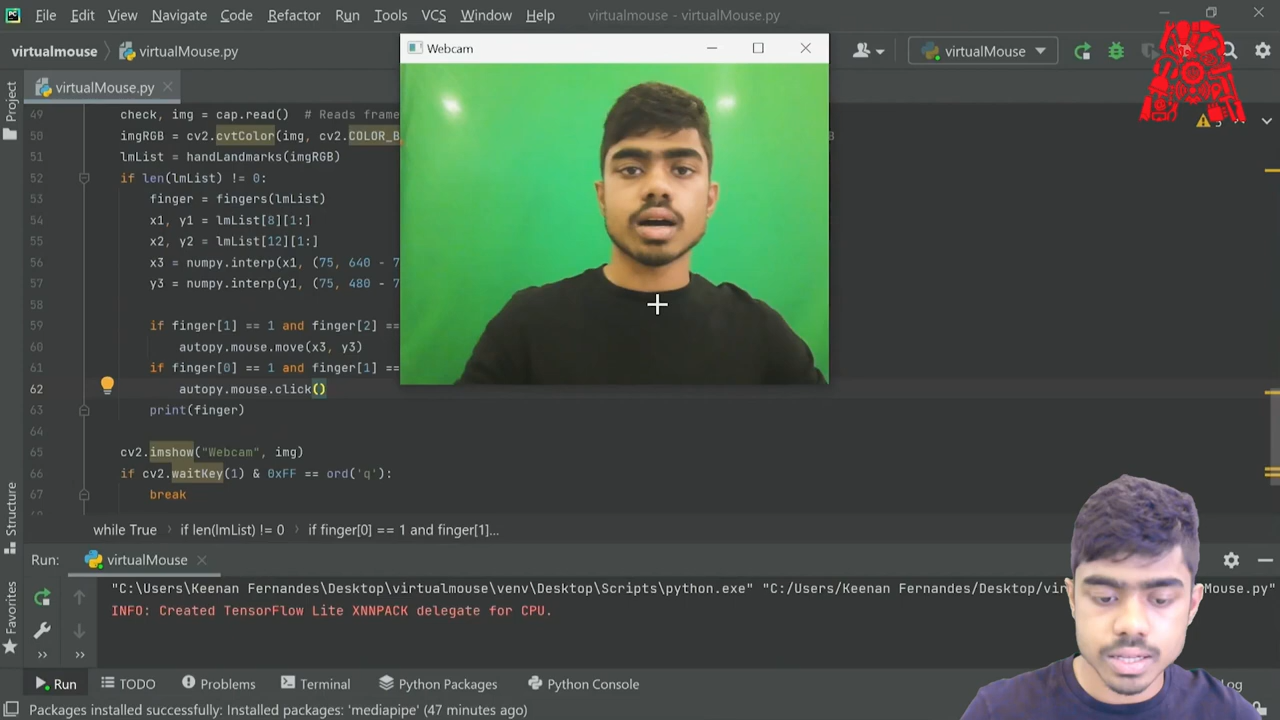 File Edit View Navigate Code Refactor Run Tools VCS Window Help virtualmouse - virtualMouse.py
virtualmouse virtualMouse.py
virtualMouse
Webcam
Project
virtualMouse.py
49 check, img = cap.read() # Reads frame
50 imgRGB = cv2.cvtColor(img, cv2.COLOR_B
51 lmList = handLandmarks(imgRGB)
52 if len(lmList) != 0:
53 finger = fingers(lmList)
54 x1, y1 = lmList[8][1:]
55 x2, y2 = lmList[12][1:]
56 x3 = numpy.interp(x1, (75, 640 - 7
57 y3 = numpy.interp(y1, (75, 480 - 7
58
59 if finger[1] == 1 and finger[2] ==
60 autopy.mouse.move(x3, y3)
61 if finger[0] == 1 and finger[1] ==
62 autopy.mouse.click()
63 print(finger)
64
65 cv2.imshow("Webcam", img)
66 if cv2.waitKey(1) & 0xFF == ord('q'):
67 break
while True if len(lmList) != 0 if finger[0] == 1 and finger[1]...
Structure
Favorites
Run: virtualMouse
"C:\Users\Keenan Fernandes\Desktop\virtualmouse\venv\Desktop\Scripts\python.exe" "C:/Users/Keenan Fernandes/Desktop/vir Mouse.py"
INFO: Created TensorFlow Lite XNNPACK delegate for CPU.
Run TODO Problems Terminal Python Packages Python Console Log
Packages installed successfully: Installed packages: 'mediapipe' (47 minutes ago)